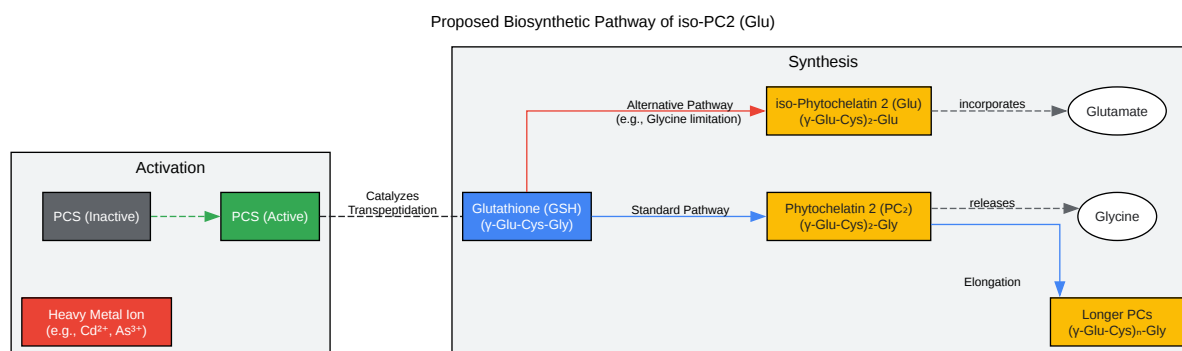 Proposed Biosynthetic Pathway of iso-PC2 (Glu)
Synthesis
Alternative Pathway
(e.g., Glycine limitation)
iso-Phytochelatin 2 (Glu)
(γ-Glu-Cys)₂-Glu
incorporates
Glutamate
Activation
PCS (Inactive)
PCS (Active)
Catalyzes
Transpeptidation
Glutathione (GSH)
(γ-Glu-Cys-Gly)
Standard Pathway
Phytochelatin 2 (PC₂)
(γ-Glu-Cys)₂-Gly
releases
Glycine
Elongation
Heavy Metal Ion
(e.g., Cd²⁺, As³⁺)
Longer PCs
(γ-Glu-Cys)ₙ-Gly